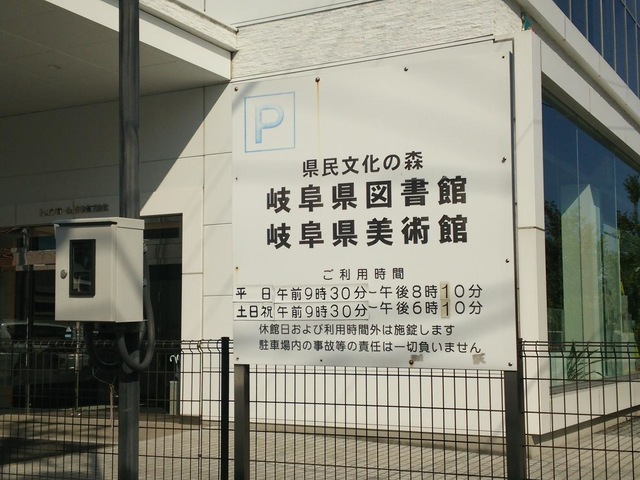 P
県民文化の森
岐阜県図書館
岐阜県美術館
ご利用時間
平 日 午前9時30分~午後8時10分
土日祝 午前9時30分~午後6時10分
休館日および利用時間外は施錠します
駐車場内の事故等の責任は一切負いません